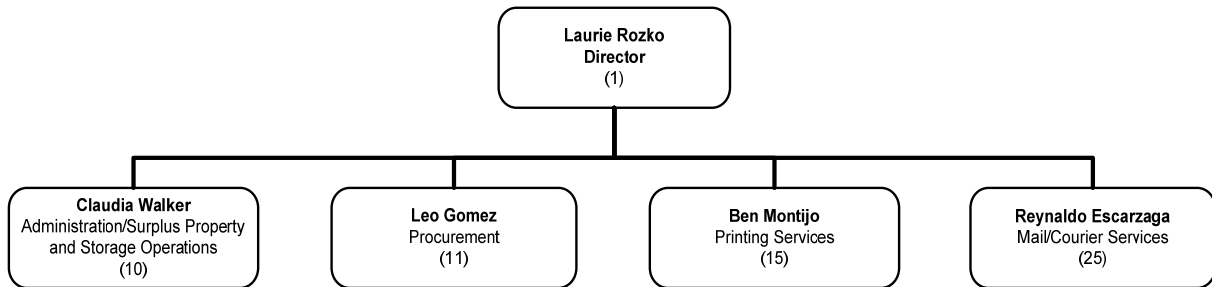 Laurie Rozko
Director
(1)
Claudia Walker
Administration/Surplus Property
and Storage Operations
(10)
Leo Gomez
Procurement
(11)
Ben Montijo
Printing Services
(15)
Reynaldo Escarzaga
Mail/Courier Services
(25)